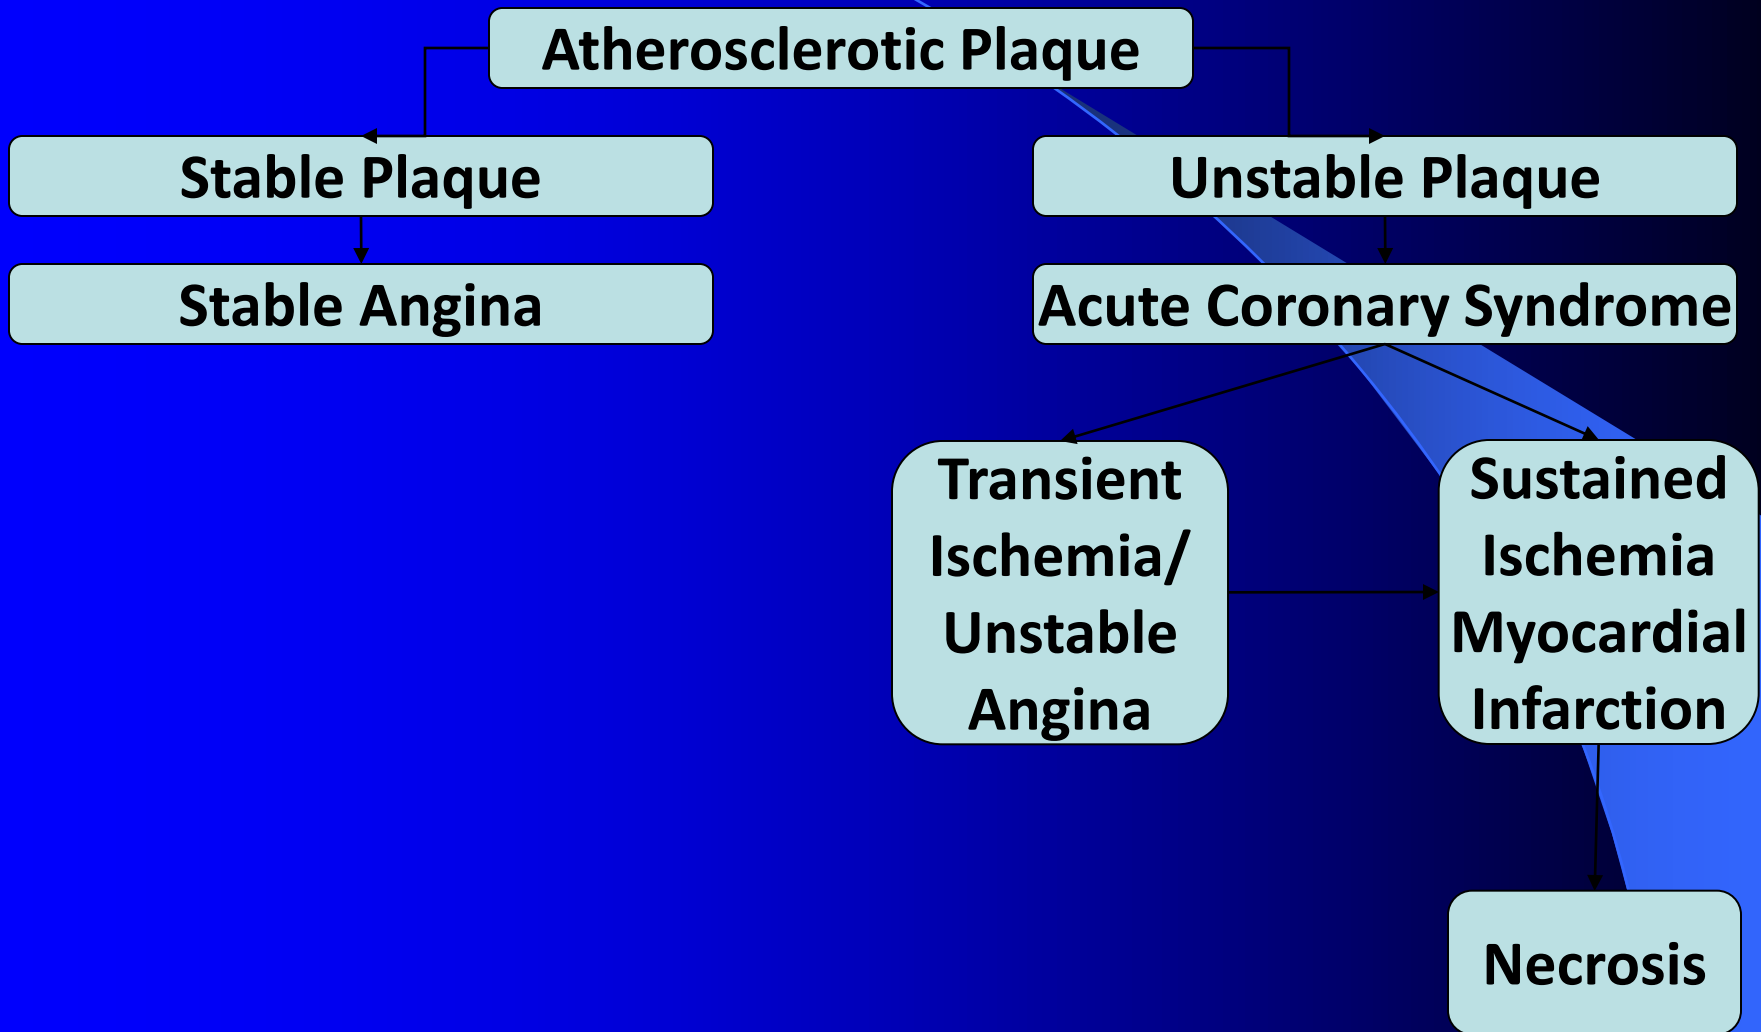 Atherosclerotic Plaque
Stable Plaque
Unstable Plaque
Stable Angina
Acute Coronary Syndrome
Transient
Ischemia/
Unstable
Angina
Sustained
Ischemia
Myocardial
Infarction
Necrosis